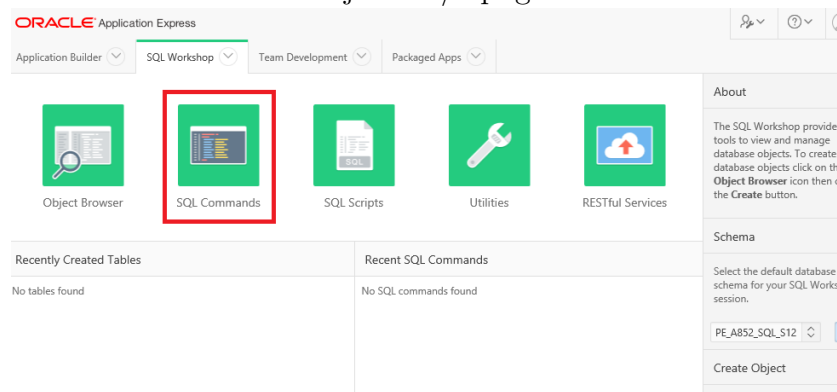 ORACLE Application Express
Application Builder
SQL Workshop
Team Development
Packaged Apps
SQL
Object Browser
SQL Commands
SQL Scripts
Utilities
RESTful Services
Recently Created Tables
No tables found
Recent SQL Commands
No SQL commands found
About
The SQL Workshop provide
tools to view and manage
database objects. To create
database objects click on th
Object Browser icon then
the Create button.
Schema
Select the default database
schema for your SQL Works
session.
PE_A852_SQL_S12
Create Object